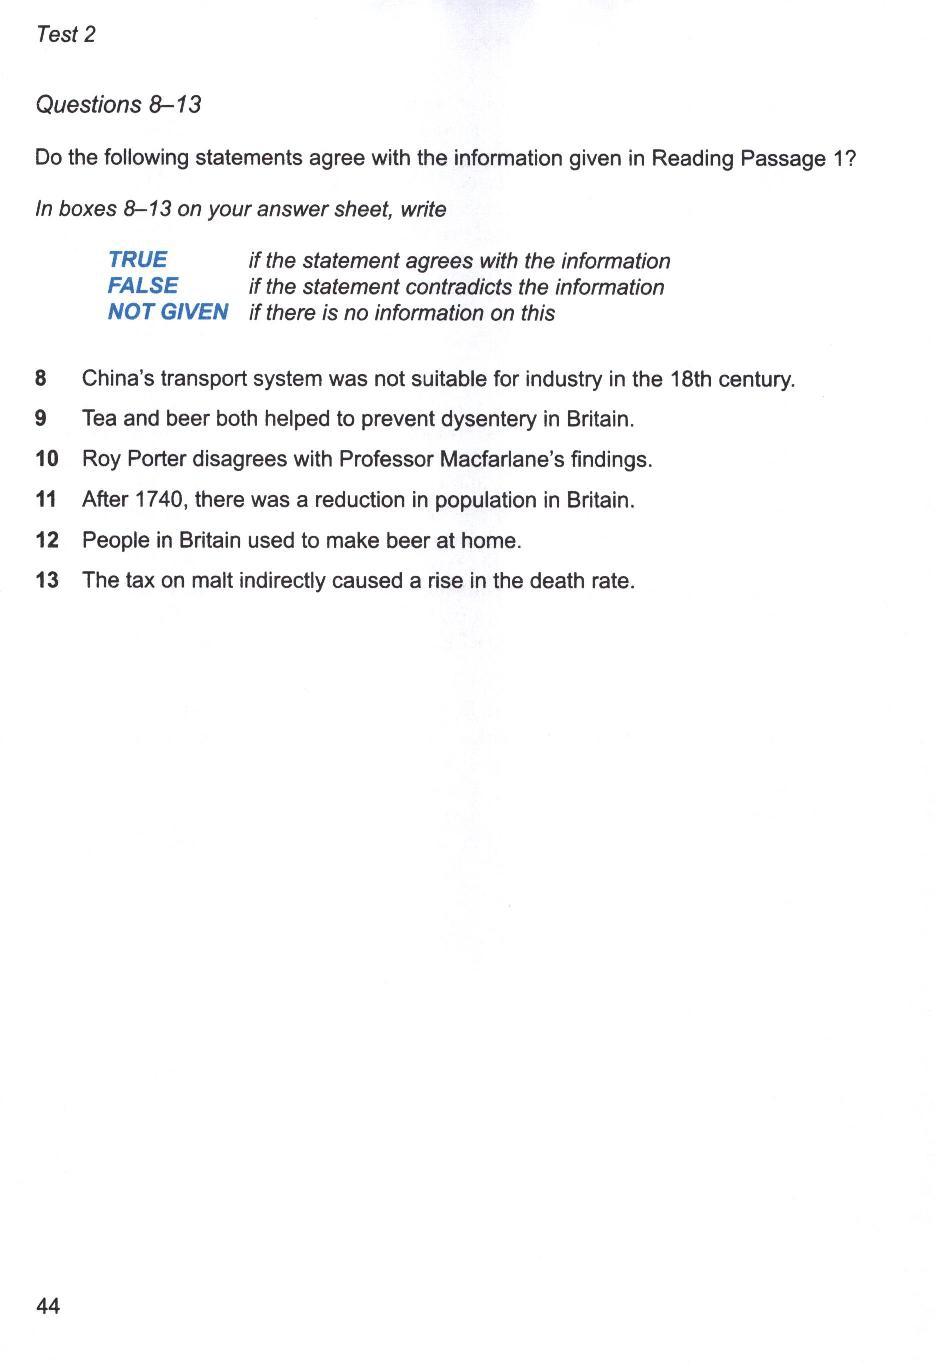 Test 2
Questions 8–13
Do the following statements agree with the information given in Reading Passage 1?
In boxes 8–13 on your answer sheet, write
TRUE if the statement agrees with the information
FALSE if the statement contradicts the information
NOT GIVEN if there is no information on this
8 China's transport system was not suitable for industry in the 18th century.
9 Tea and beer both helped to prevent dysentery in Britain.
10 Roy Porter disagrees with Professor Macfarlane's findings.
11 After 1740, there was a reduction in population in Britain.
12 People in Britain used to make beer at home.
13 The tax on malt indirectly caused a rise in the death rate.
44